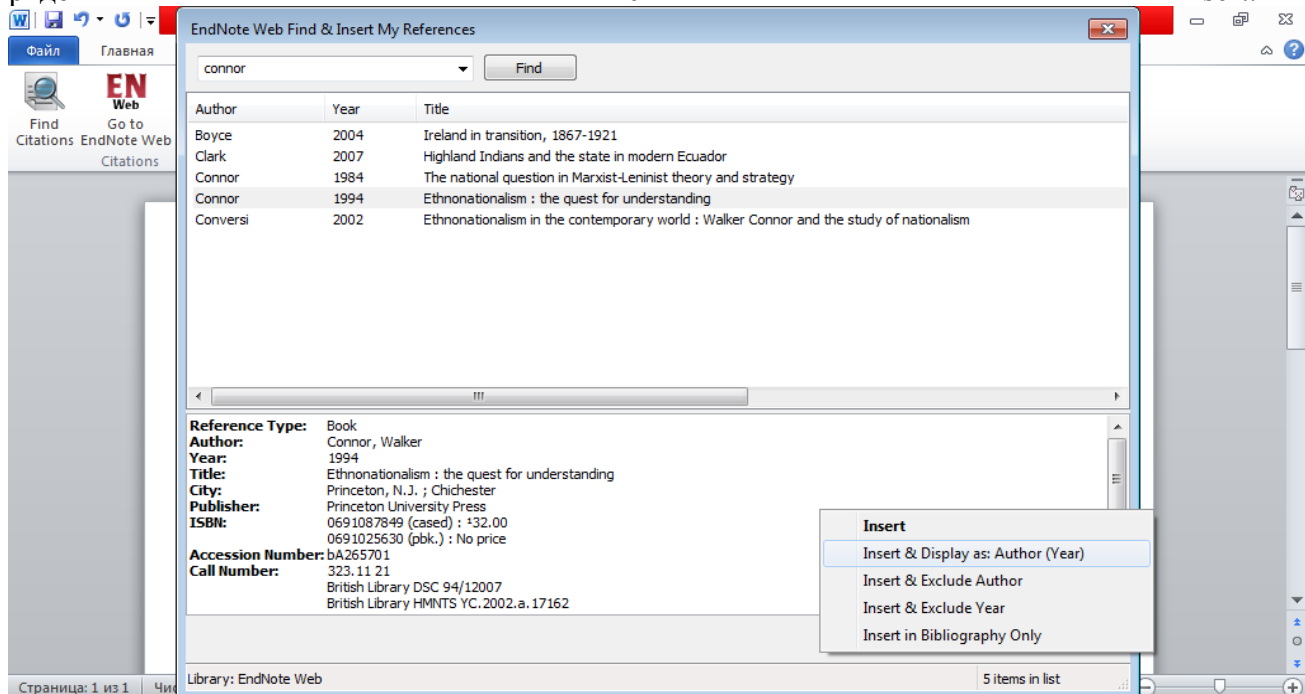 W
EndNote Web Find & Insert My References
Файл Главная
connor Find
EN
Web
Find Citations
Go to EndNote Web
Citations
Author Year Title
Boyce 2004 Ireland in transition, 1867-1921
Clark 2007 Highland Indians and the state in modern Ecuador
Connor 1984 The national question in Marxist-Leninist theory and strategy
Connor 1994 Ethnonationalism : the quest for understanding
Conversi 2002 Ethnonationalism in the contemporary world : Walker Connor and the study of nationalism
Reference Type: Book
Author: Connor, Walker
Year: 1994
Title: Ethnonationalism : the quest for understanding
City: Princeton, N.J. ; Chichester
Publisher: Princeton University Press
ISBN: 0691087849 (cased) : ¹32.00
0691025630 (pbk.) : No price
Accession Number: bA265701
Call Number: 323.11 21
British Library DSC 94/12007
British Library HMNTS YC.2002.a.17162
Insert
Insert & Display as: Author (Year)
Insert & Exclude Author
Insert & Exclude Year
Insert in Bibliography Only
Library: EndNote Web 5 items in list
Страница: 1 из 1